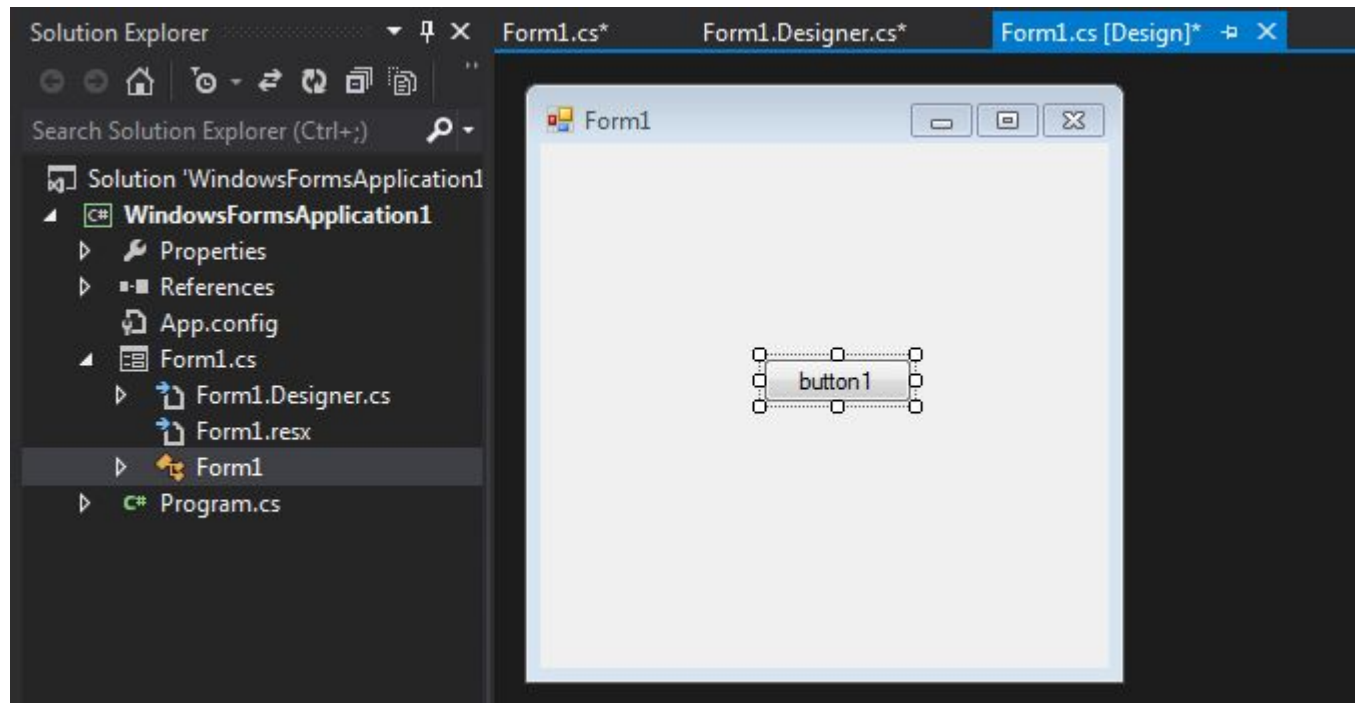 Solution Explorer
Form1.cs*
Form1.Designer.cs*
Form1.cs [Design]*
Search Solution Explorer (Ctrl+;)
Solution 'WindowsFormsApplication1
C# WindowsFormsApplication1
Properties
References
App.config
Form1.cs
Form1.Designer.cs
Form1.resx
Form1
C# Program.cs
Form1
button1